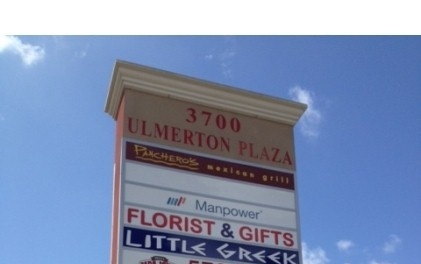 3700
ULMERTON PLAZA
PANCHERO'S mexican grill
Manpower
FLORIST & GIFTS
LITTLE GREEK